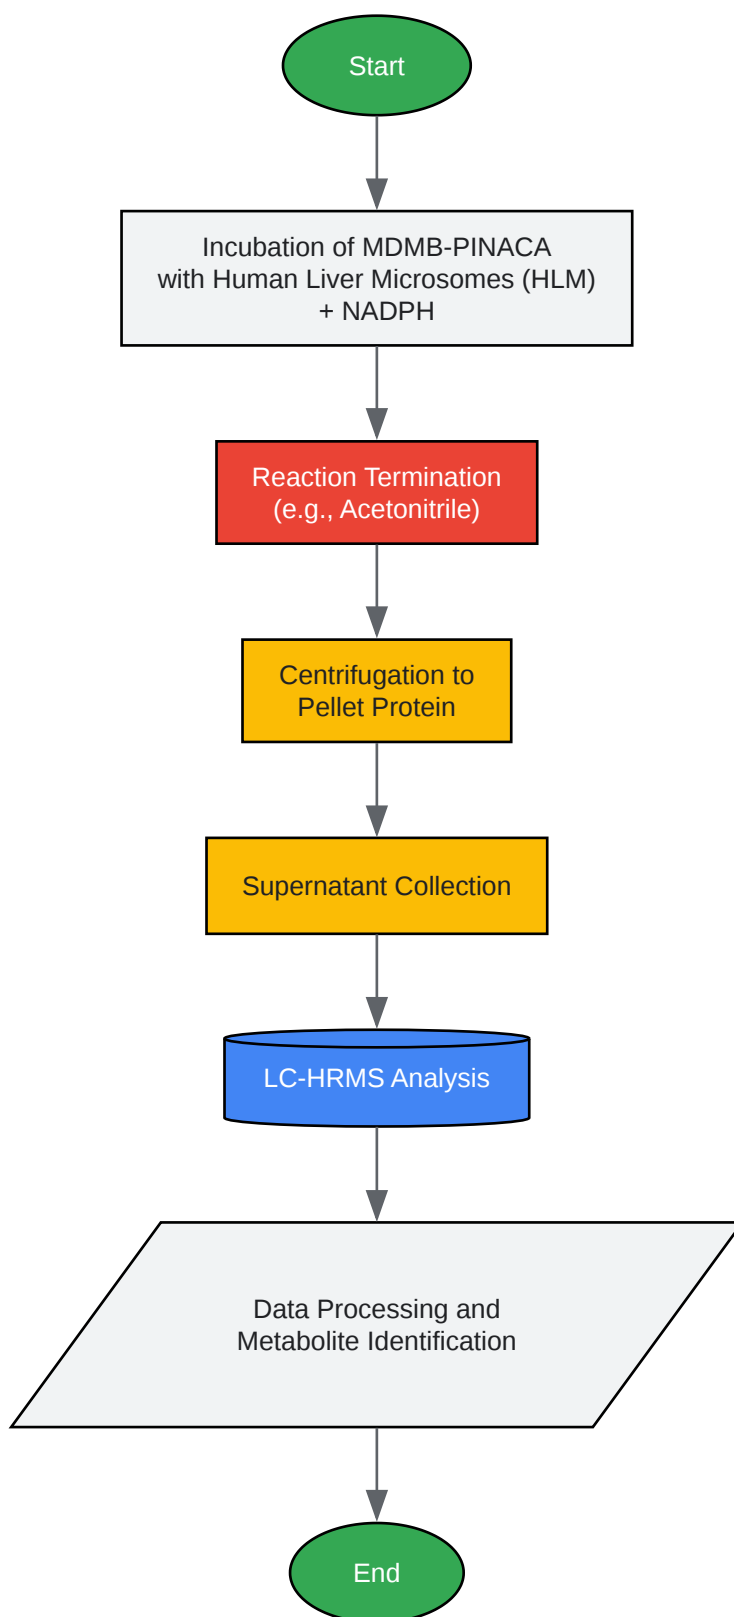 Start
Incubation of MDMB-PINACA
with Human Liver Microsomes (HLM)
+ NADPH
Reaction Termination
(e.g., Acetonitrile)
Centrifugation to
Pellet Protein
Supernatant Collection
LC-HRMS Analysis
Data Processing and
Metabolite Identification
End